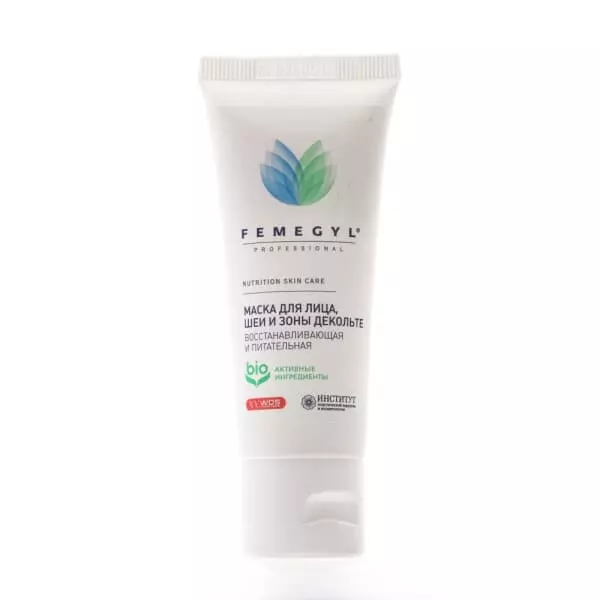 FEMEGYL®
PROFESSIONAL
NUTRITION SKIN CARE
МАСКА ДЛЯ ЛИЦА,
ШЕИ И ЗОНЫ ДЕКОЛЬТЕ
ВОССТАНАВЛИВАЮЩАЯ
И ПИТАТЕЛЬНАЯ
bio АКТИВНЫЕ
ИНГРЕДИЕНТЫ
WDS
ИНСТИТУТ